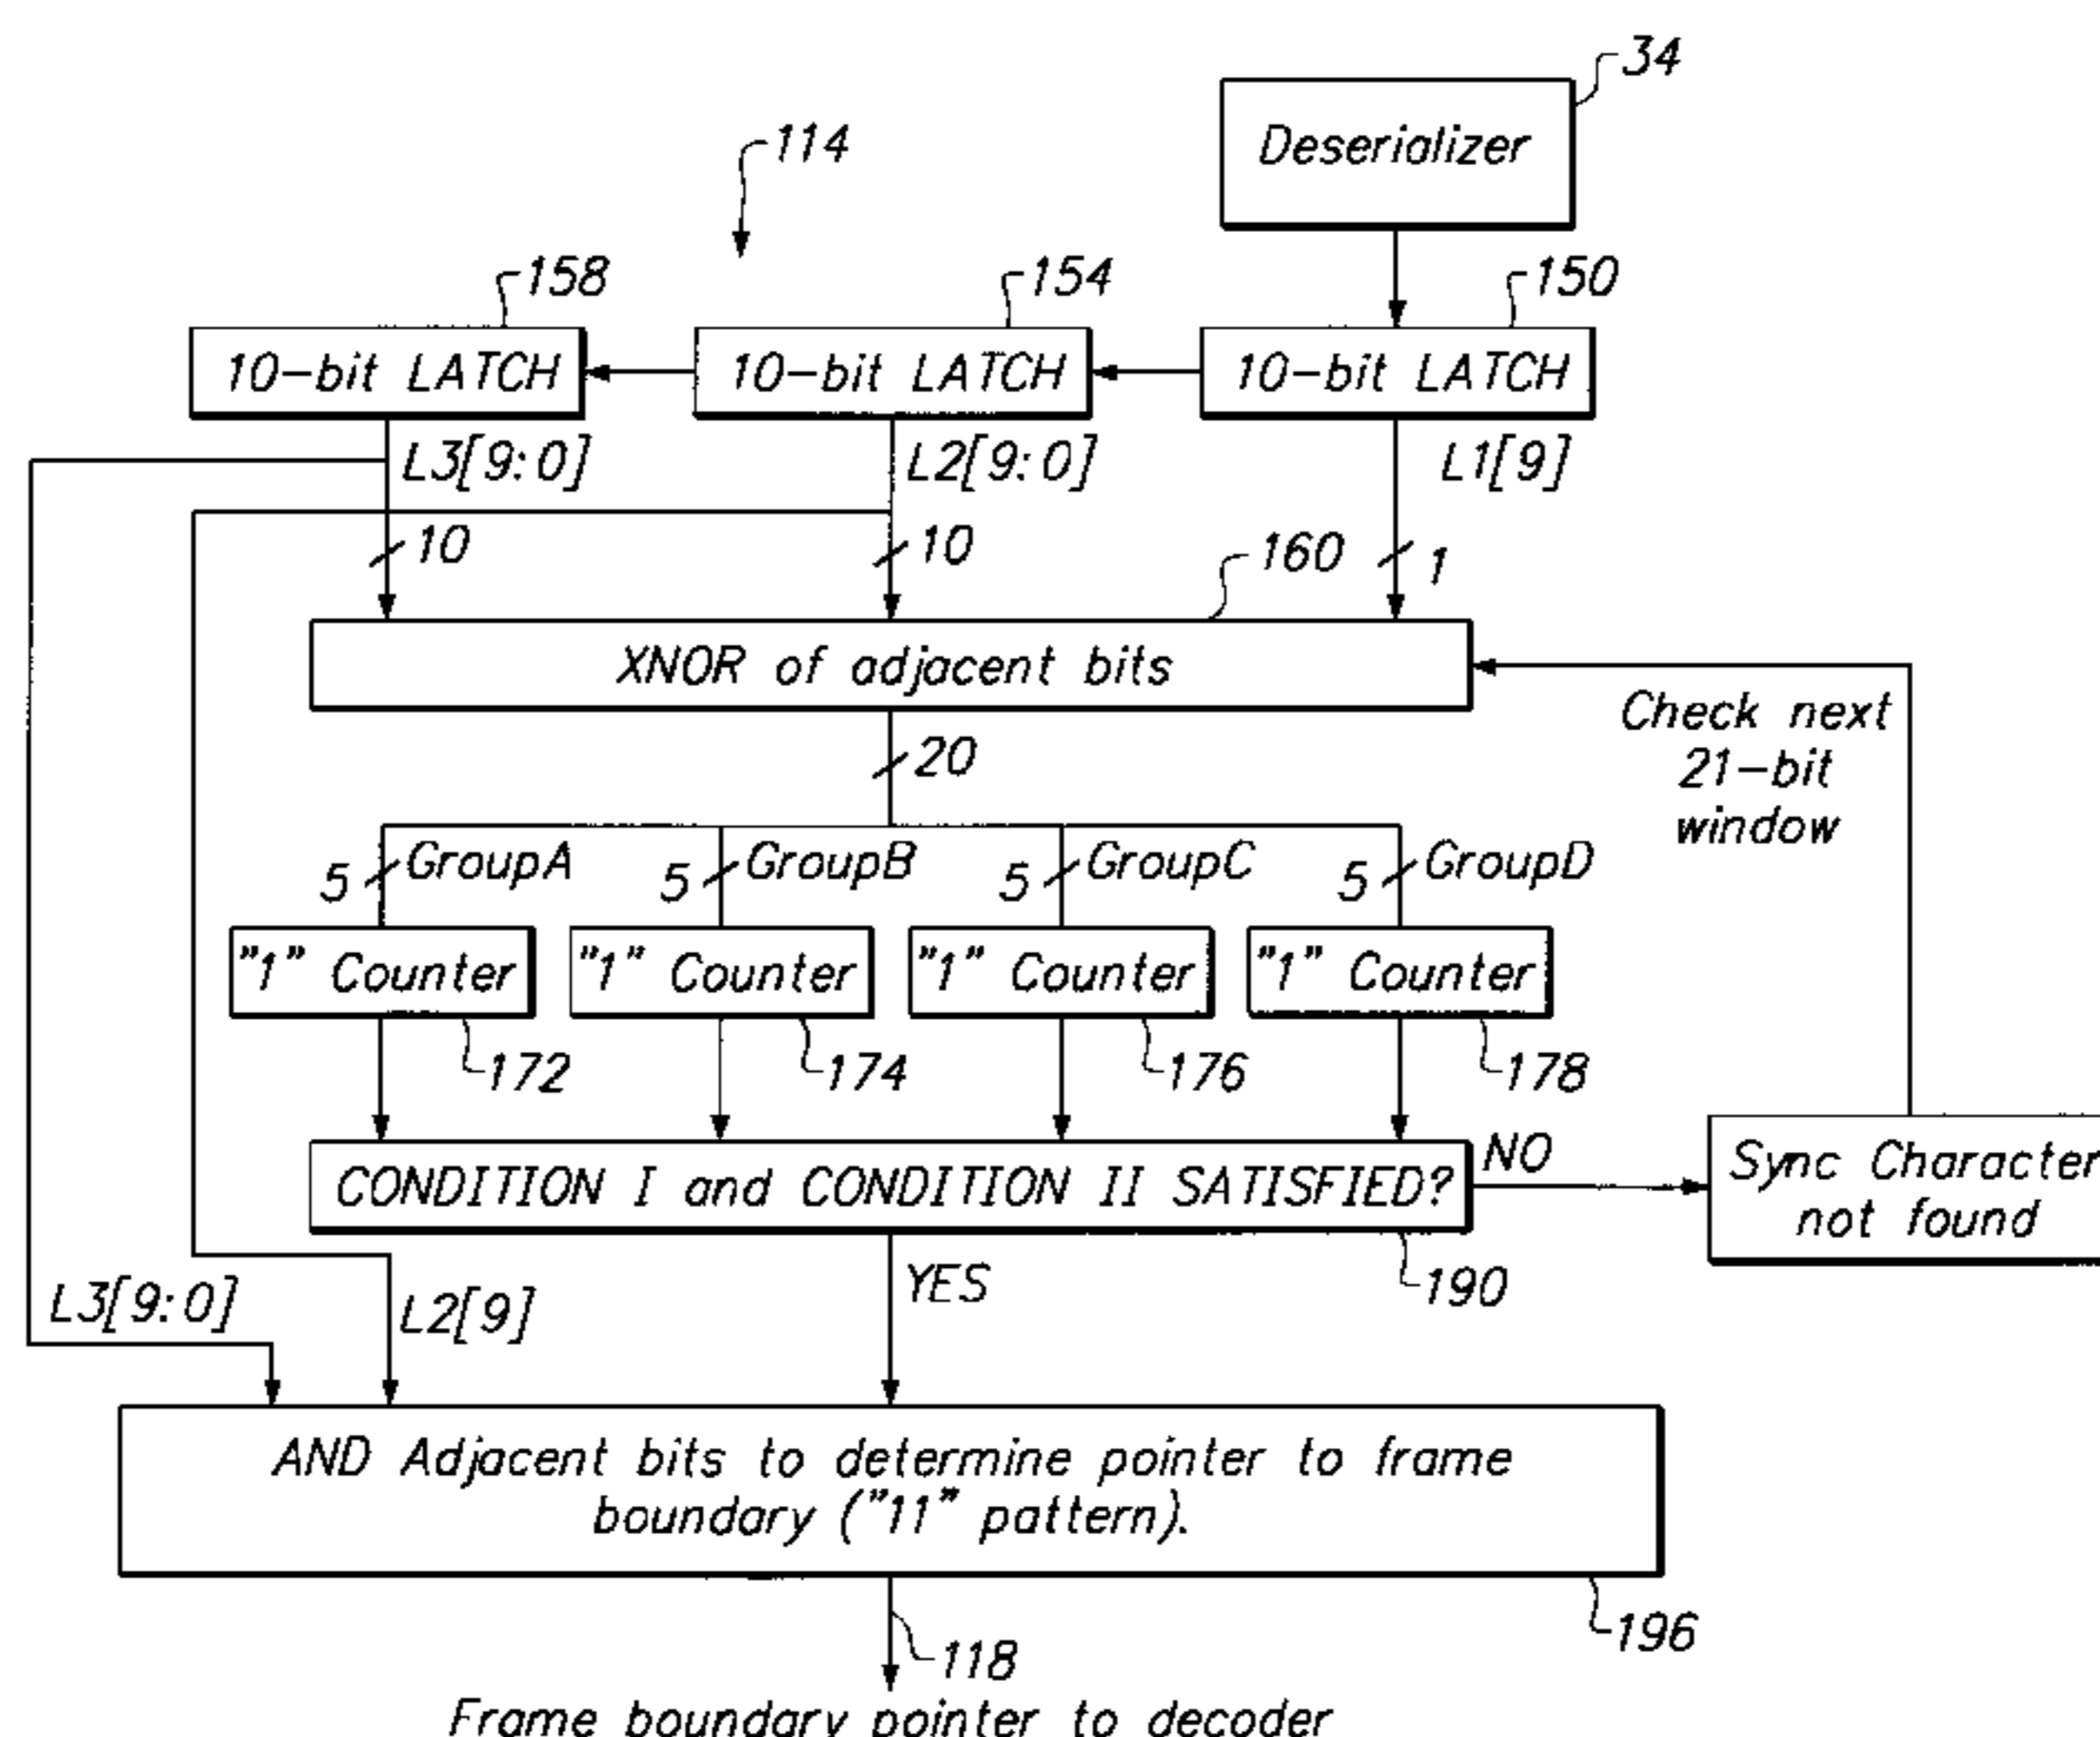 34
Deserializer
114
158
154
150
10-bit LATCH
10-bit LATCH
10-bit LATCH
L3[9:0]
L2[9:0]
L1[9]
10
10
160
1
XNOR of adjacent bits
Check next
21-bit
window
20
5
GroupA
5
GroupB
5
GroupC
5
GroupD
"1" Counter
"1" Counter
"1" Counter
"1" Counter
172
174
176
178
CONDITION I and CONDITION II SATISFIED?
NO
Sync Character
not found
190
YES
L3[9:0]
L2[9]
AND Adjacent bits to determine pointer to frame
boundary ("11" pattern).
196
118
Frame boundary pointer to decoder